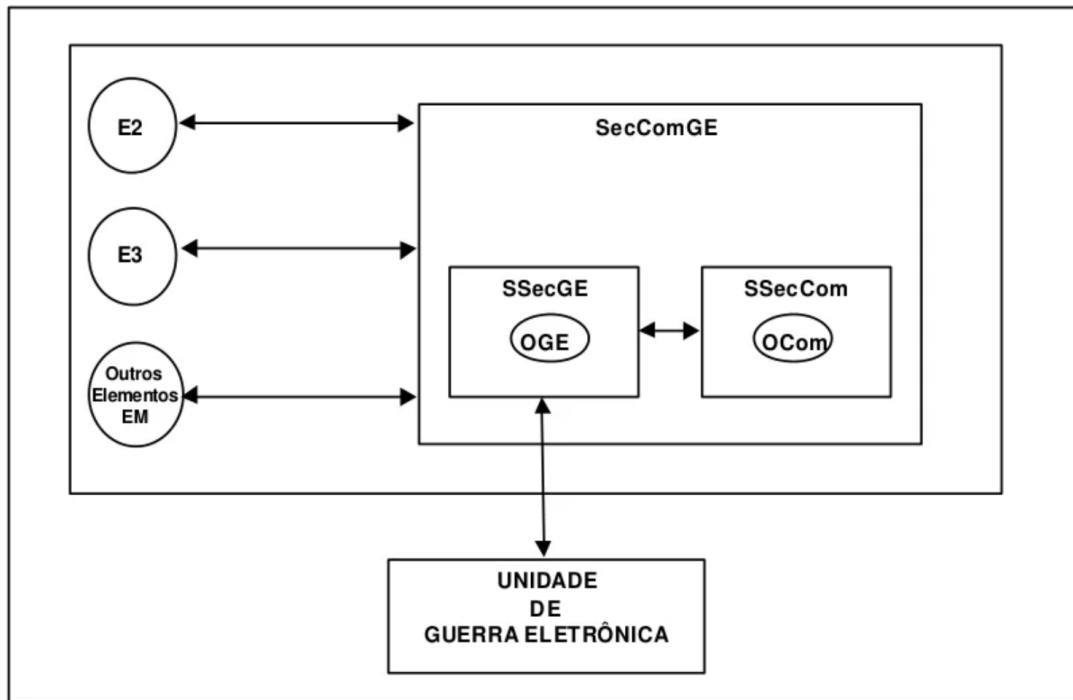 E2
SecComGE
E3
SSecGE
OGE
SSecCom
OCom
Outros
Elementos
EM
UNIDADE
DE
GUERRA ELETRÔNICA